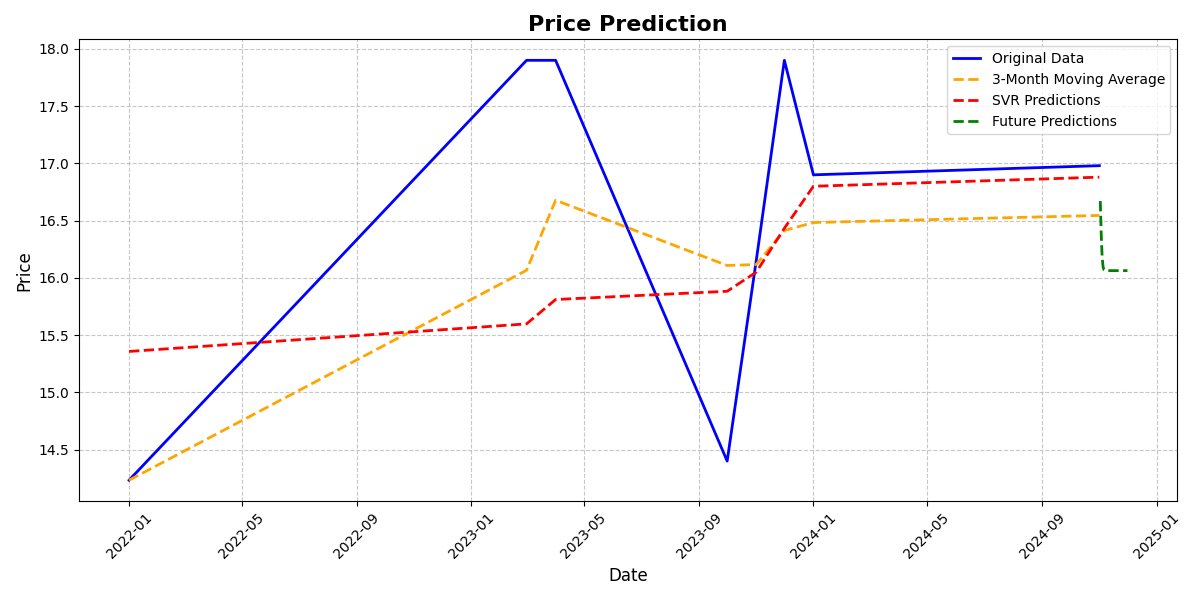 Price Prediction
Original Data
3-Month Moving Average
SVR Predictions
Future Predictions
Price
18.0
17.5
17.0
16.5
16.0
15.5
15.0
14.5
2022-01
2022-05
2022-09
2023-01
2023-05
2023-09
2024-01
2024-05
2024-09
2025-01
Date